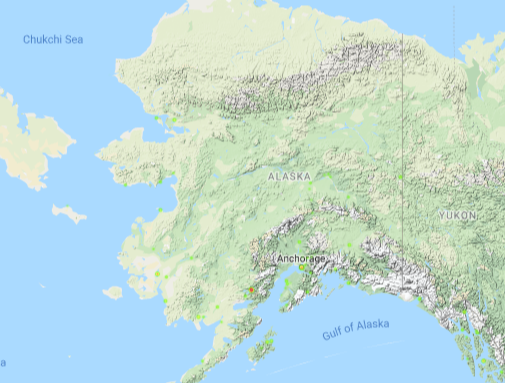 Chukchi Sea
ALASKA
YUKON
Anchorage
Gulf of Alaska
a